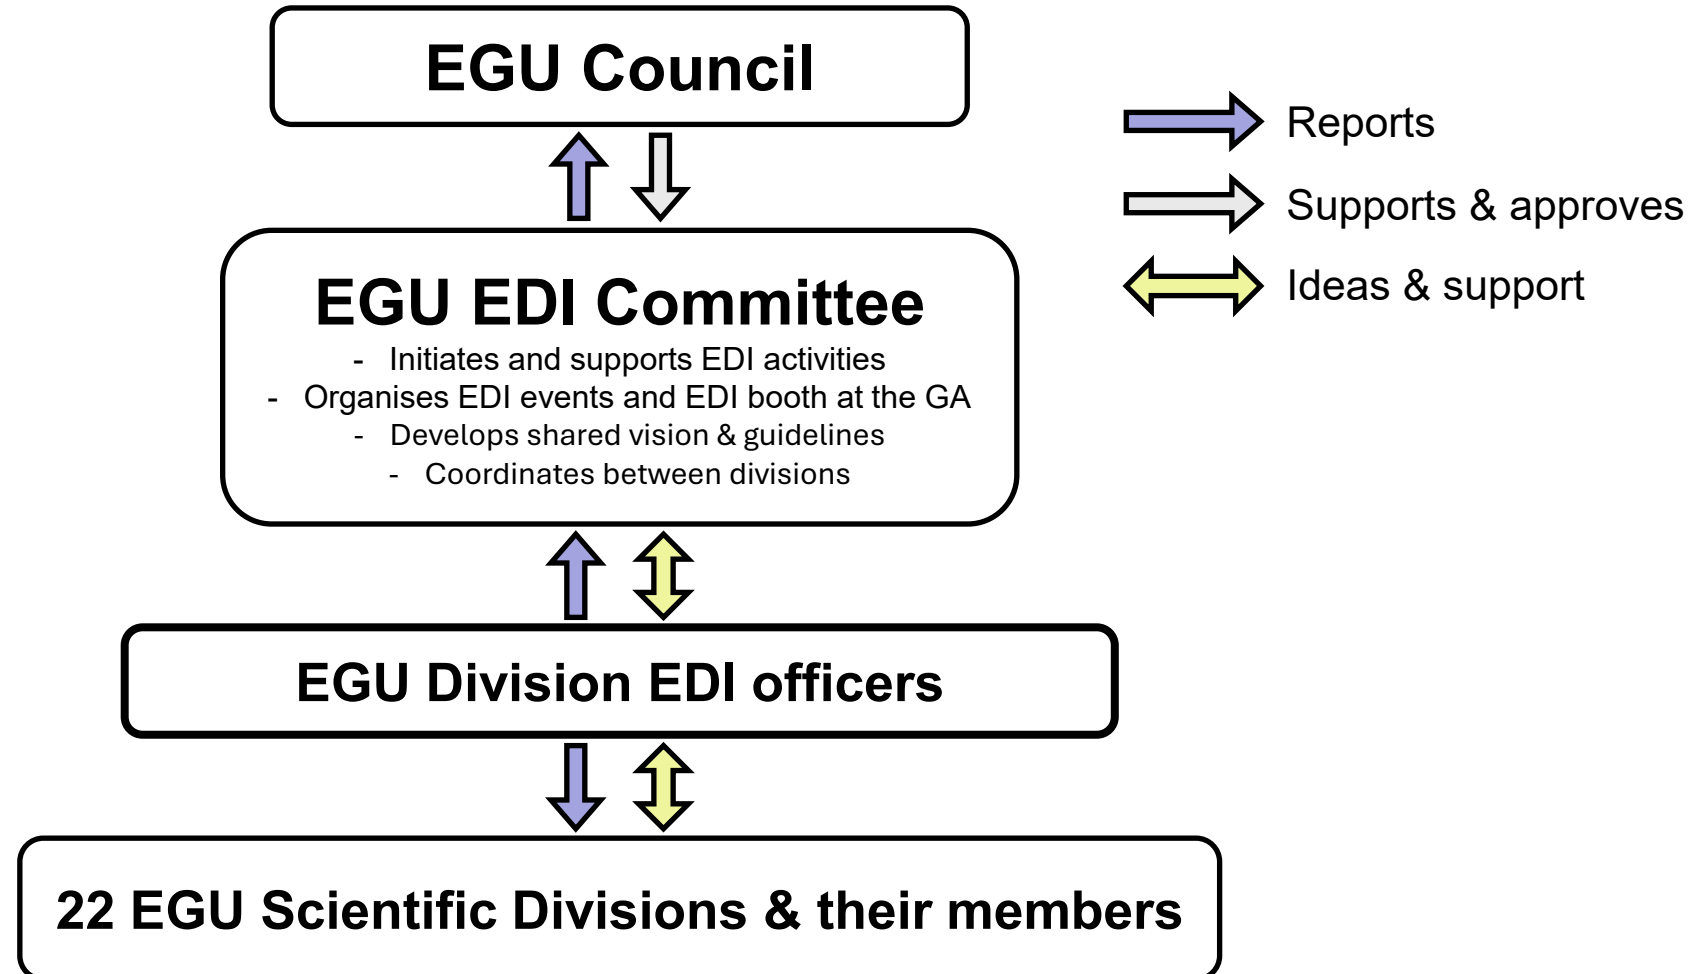 EGU Council
Reports
Supports & approves
Ideas & support
EGU EDI Committee
- Initiates and supports EDI activities
- Organises EDI events and EDI booth at the GA
- Develops shared vision & guidelines
- Coordinates between divisions
EGU Division EDI officers
22 EGU Scientific Divisions & their members